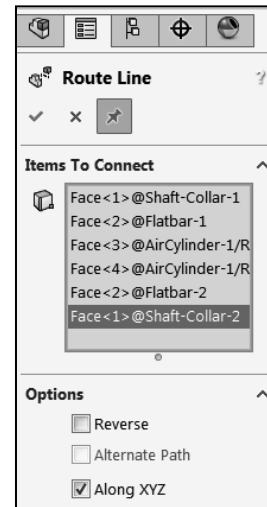 Route Line
?
Items To Connect
Face<1>@Shaft-Collar-1
Face<2>@Flatbar-1
Face<3>@AirCylinder-1/R
Face<4>@AirCylinder-1/R
Face<2>@Flatbar-2
Face<1>@Shaft-Collar-2
Options
Reverse
Alternate Path
Along XYZ